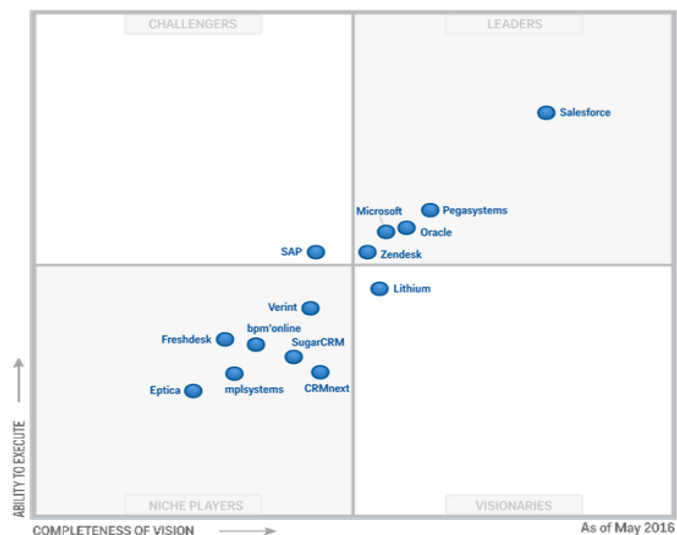 CHALLENGERS
LEADERS
Salesforce
Microsoft
Pegasystems
Oracle
SAP
Zendesk
Lithium
Verint
bpm'online
Freshdesk
SugarCRM
Eptica
mplsystems
CRMnext
ABILITY TO EXECUTE
NICHE PLAYERS
VISIONARIES
COMPLETENESS OF VISION
As of May 2016